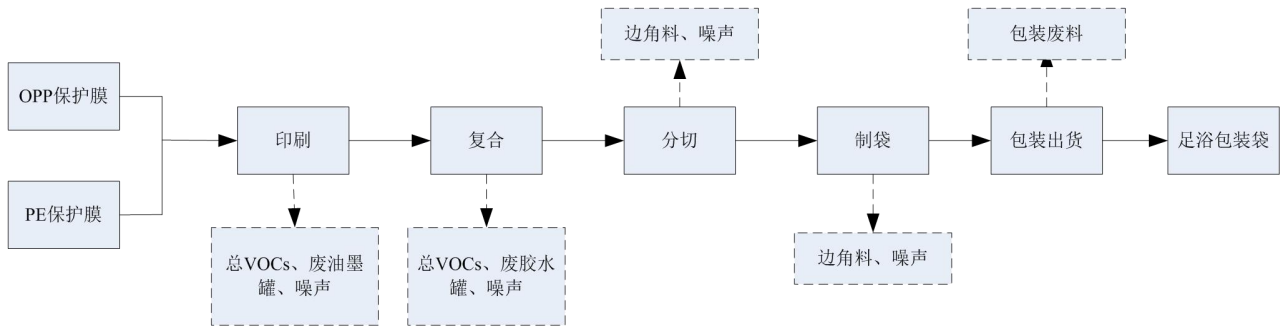 边角料、噪声
包装废料
OPP保护膜
印刷
复合
分切
制袋
包装出货
足浴包装袋
PE保护膜
总VOCs、废油墨
罐、噪声
总VOCs、废胶水
罐、噪声
边角料、噪声